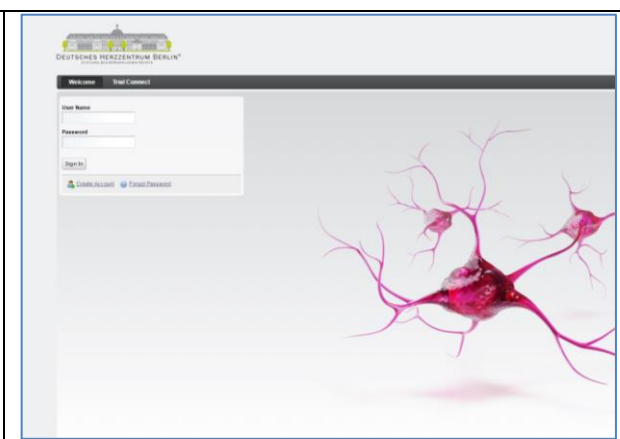 DEUTSCHES HERZZENTRUM BERLIN
Welcome Trial Connect
User Name
Password
Sign In
Create Account Forgot Password